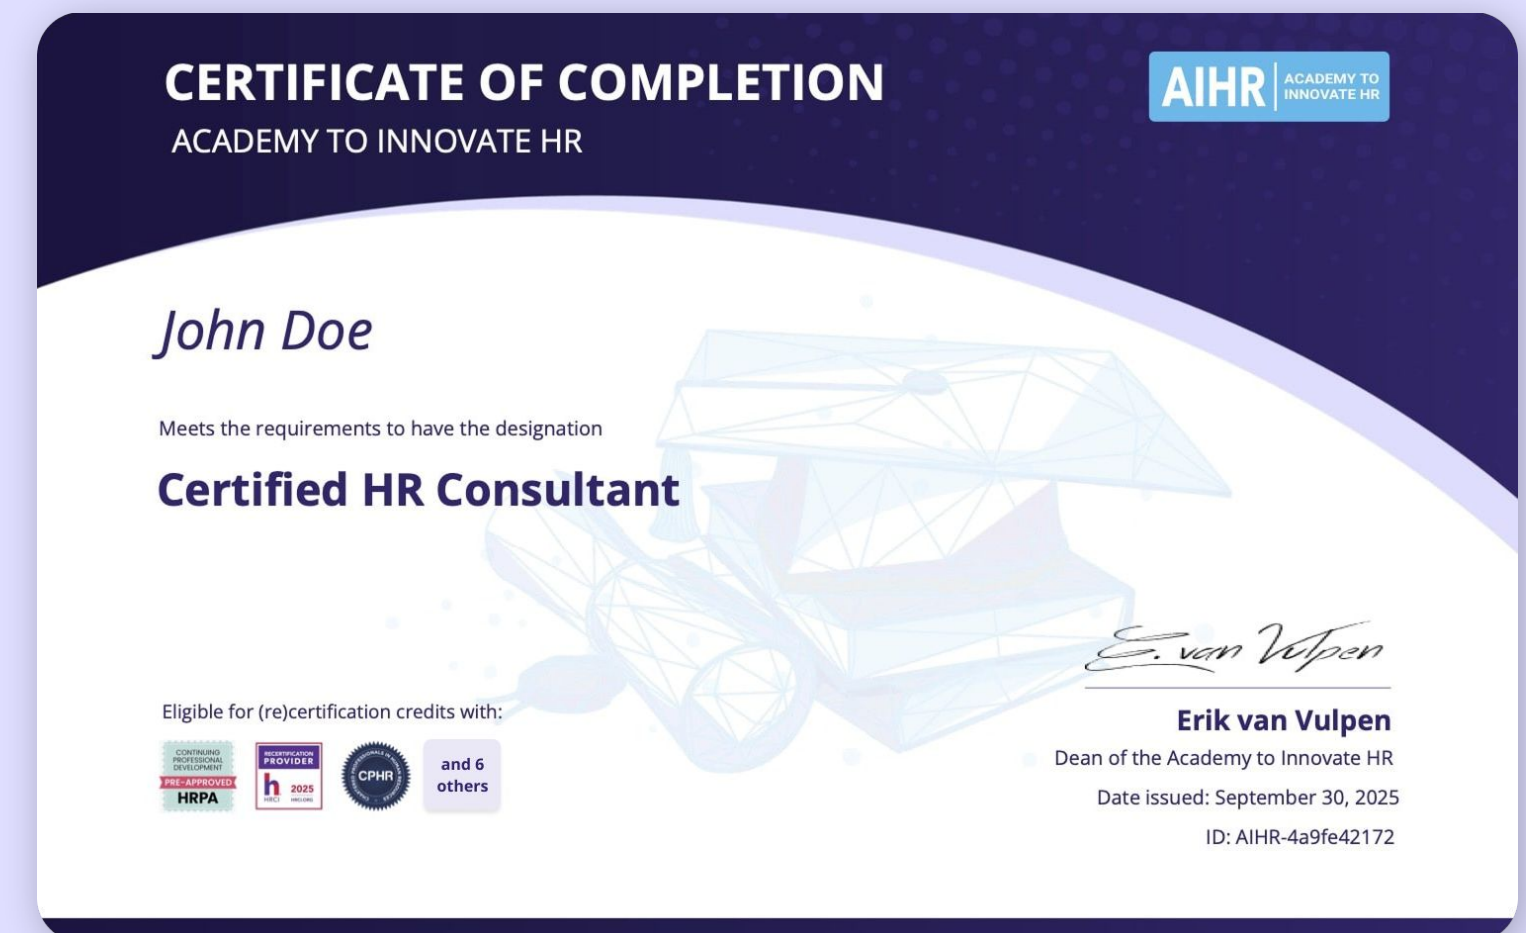 CERTIFICATE OF COMPLETION
ACADEMY TO INNOVATE HR
AIHR
ACADEMY TO
INNOVATE HR
John Doe
Meets the requirements to have the designation
Certified HR Consultant
Eligible for (re)certification credits with:
CONTINUING
PROFESSIONAL
DEVELOPMENT
PRE-APPROVED
HRPA
RECERTIFICATION
PROVIDER
h
HRCI
2025
HRCI.ORG
CPHR
and 6
others
E. van Vulpen
Erik van Vulpen
Dean of the Academy to Innovate HR
Date issued: September 30, 2025
ID: AIHR-4a9fe42172